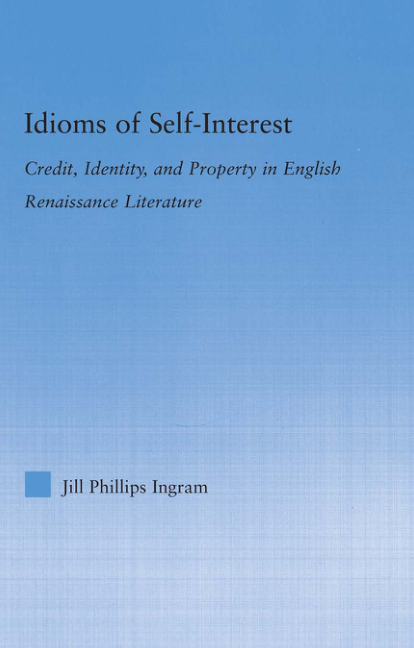 Idioms of Self-Interest
Credit, Identity, and Property in English
Renaissance Literature
Jill Phillips Ingram